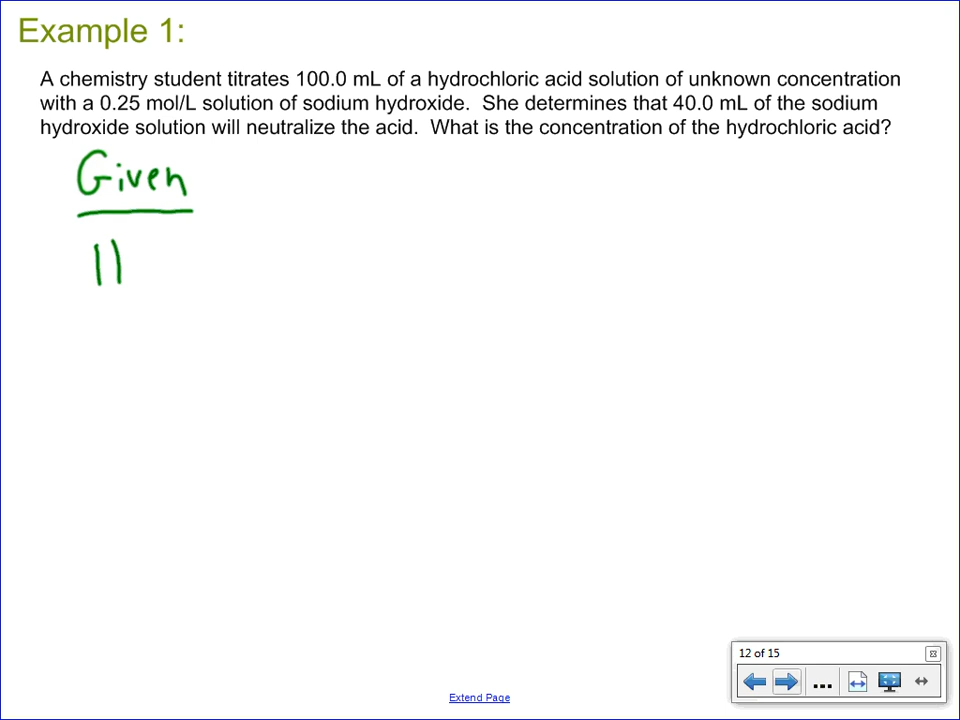 Example 1:
A chemistry student titrates 100.0 mL of a hydrochloric acid solution of unknown concentration
with a 0.25 mol/L solution of sodium hydroxide.  She determines that 40.0 mL of the sodium
hydroxide solution will neutralize the acid.  What is the concentration of the hydrochloric acid?
Given
12 of 15
...
Extend Page